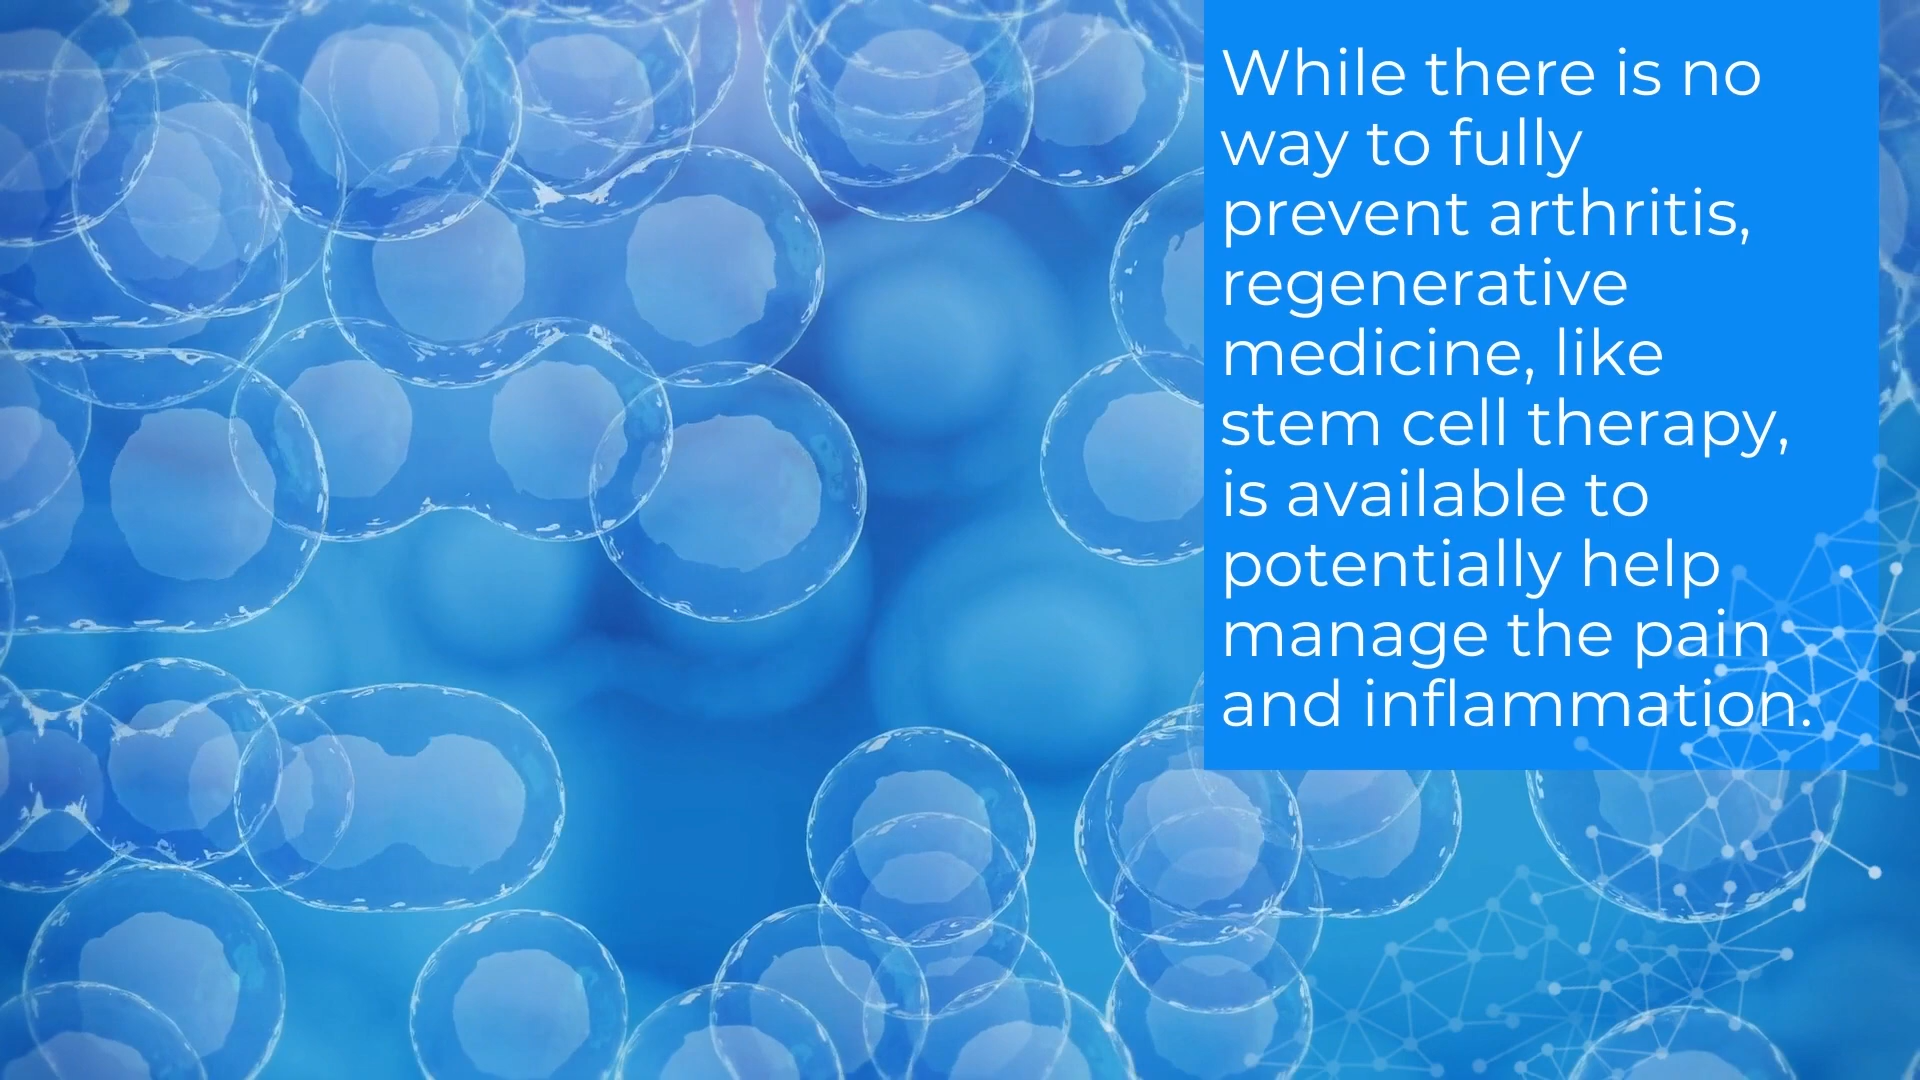 While there is no
way to fully
prevent arthritis,
regenerative
medicine, like
stem cell therapy,
is available to
potentially help
manage the pain
and inflammation.